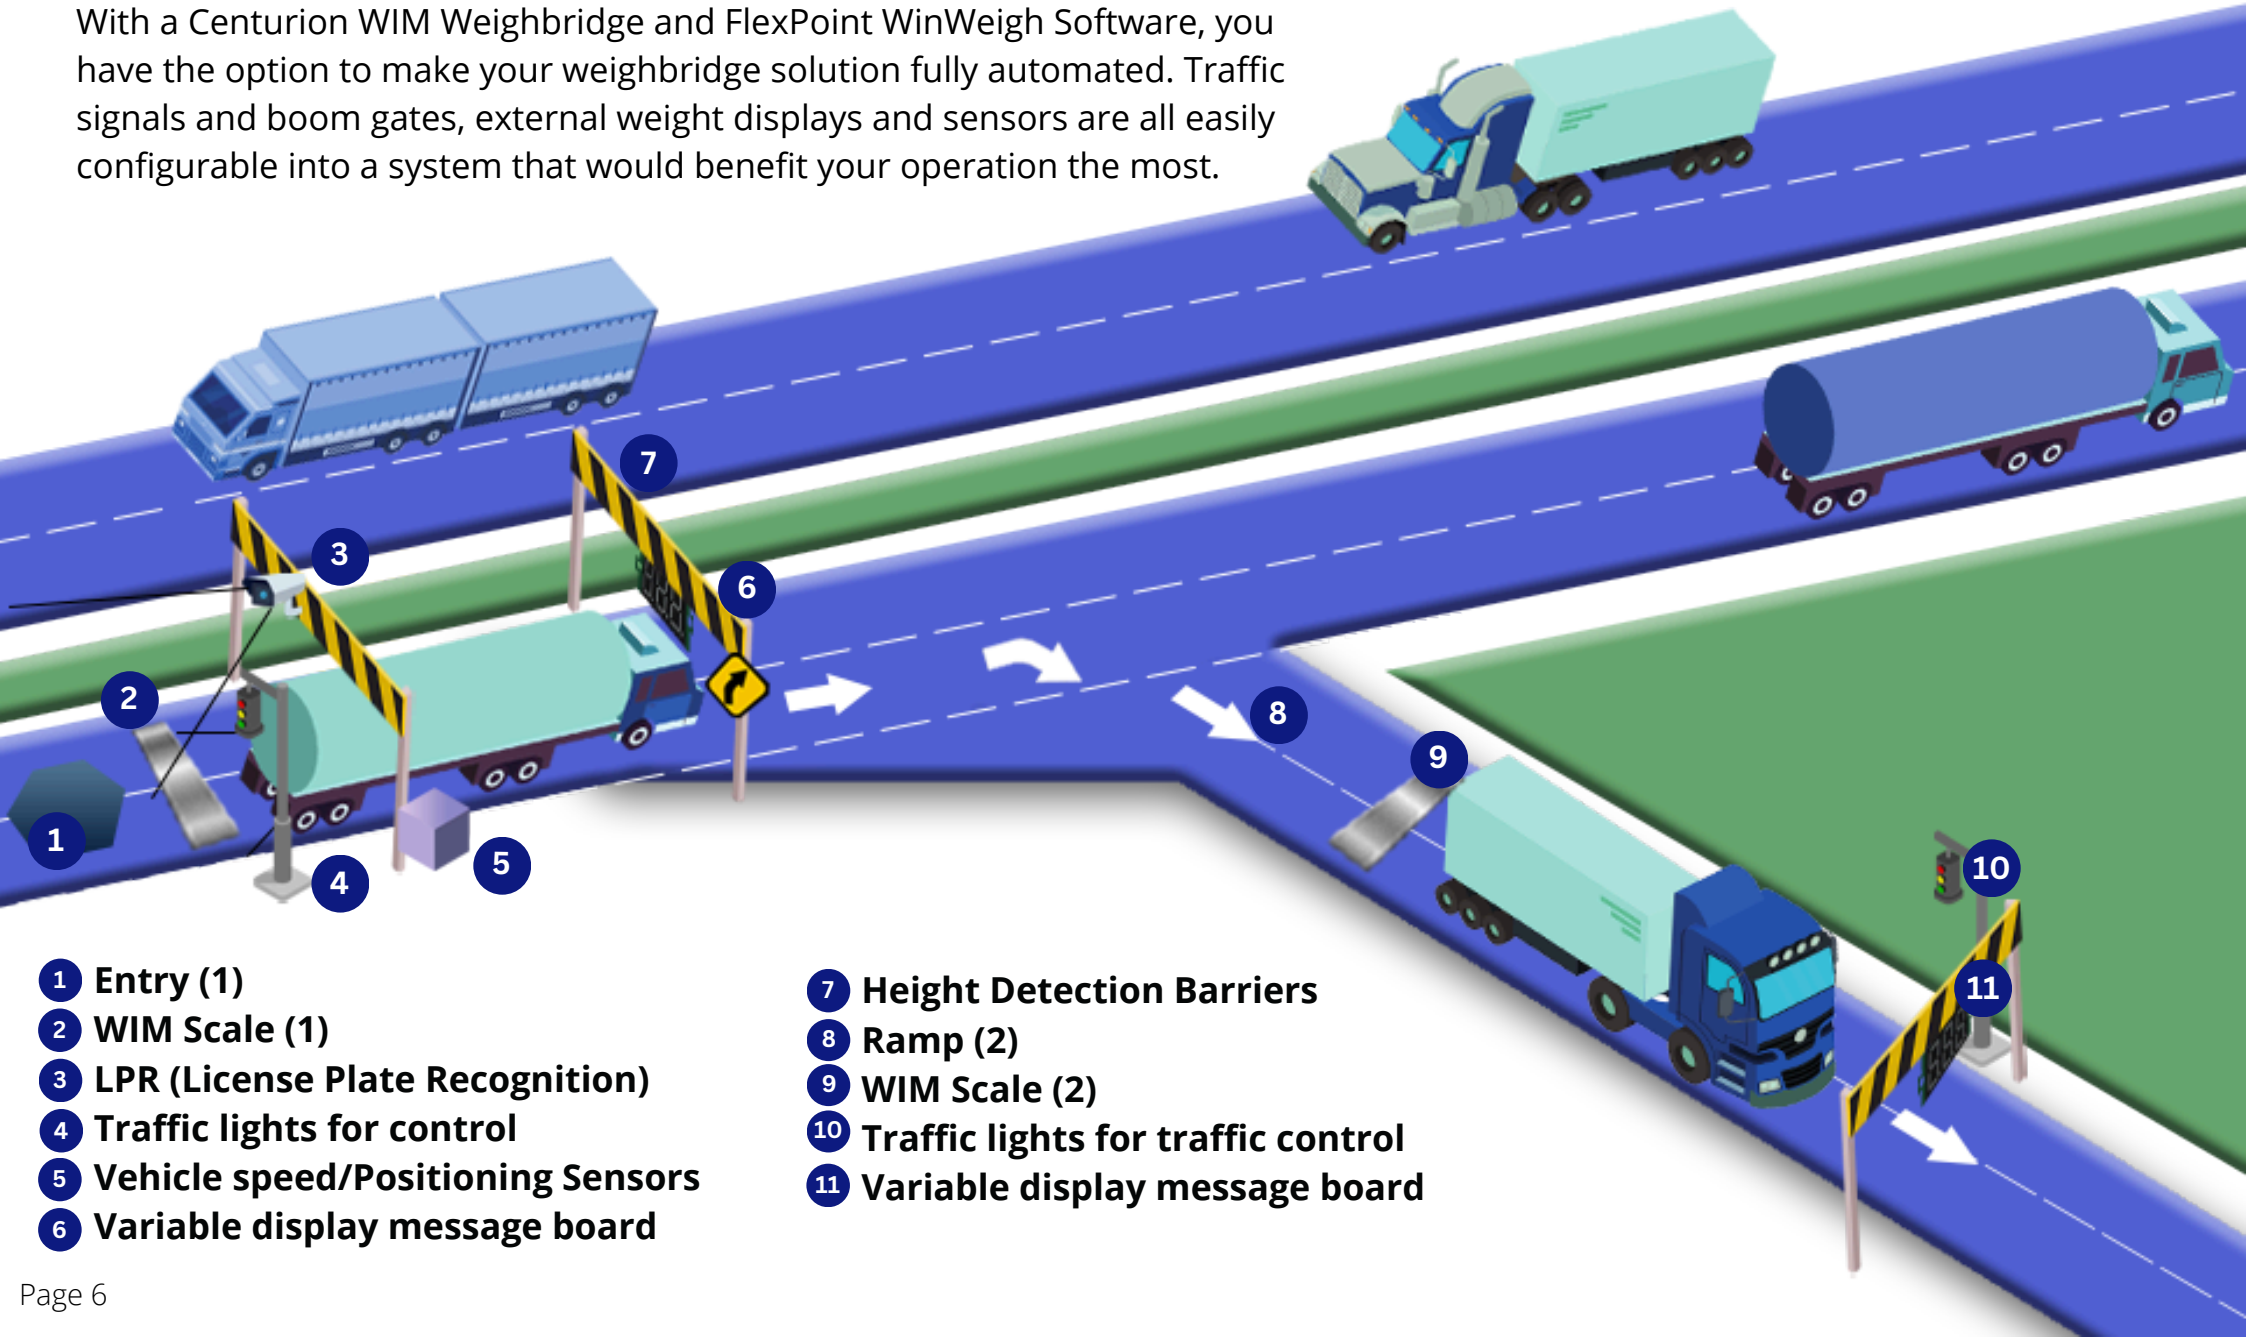 With a Centurion WIM Weighbridge and FlexPoint WinWeigh Software, you
have the option to make your weighbridge solution fully automated. Traffic
signals and boom gates, external weight displays and sensors are all easily
configurable into a system that would benefit your operation the most.
7
3
6
2
8
9
1
5
4
10
11
1 Entry (1)
2 WIM Scale (1)
3 LPR (License Plate Recognition)
4 Traffic lights for control
5 Vehicle speed/Positioning Sensors
6 Variable display message board
7 Height Detection Barriers
8 Ramp (2)
9 WIM Scale (2)
10 Traffic lights for traffic control
11 Variable display message board
Page 6